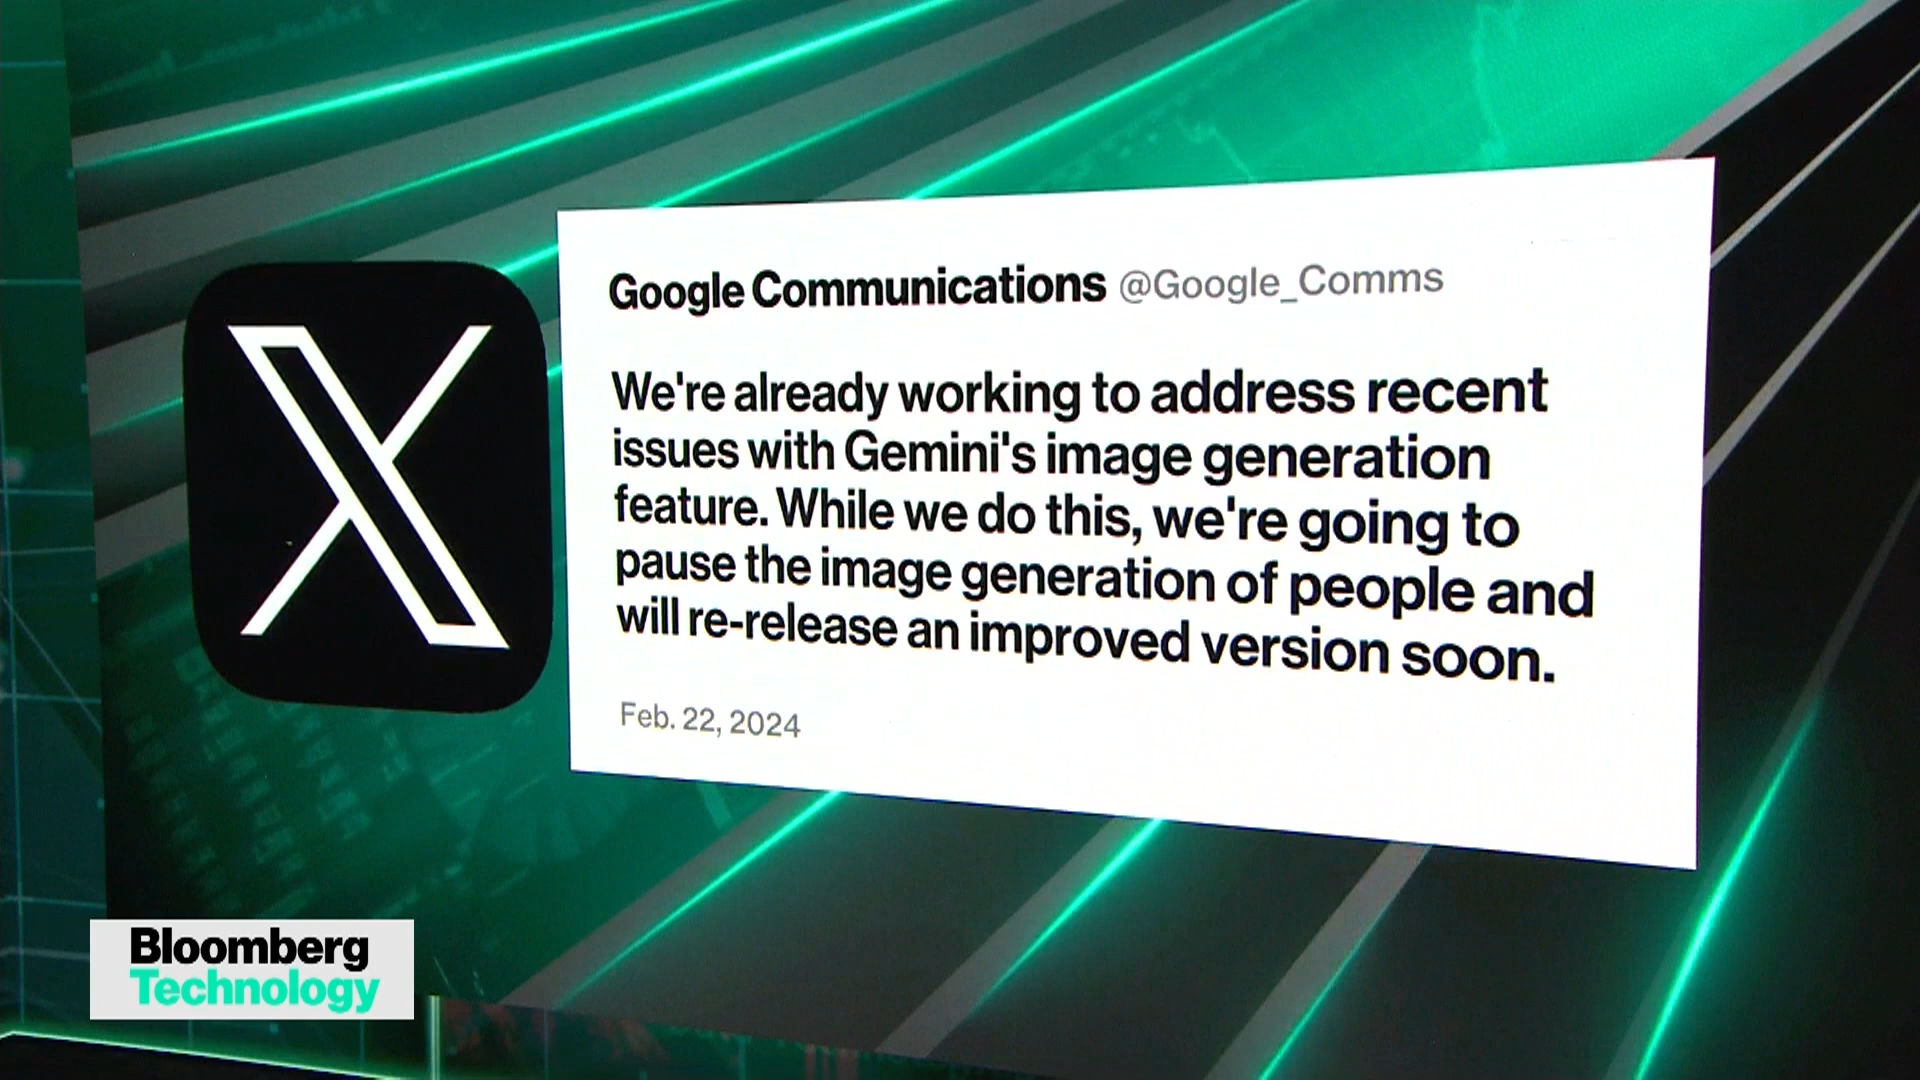 Google Communications @Google_Comms
We're already working to address recent
issues with Gemini's image generation
feature. While we do this, we're going to
pause the image generation of people and
will re-release an improved version soon.
Feb. 22, 2024
Bloomberg
Technology